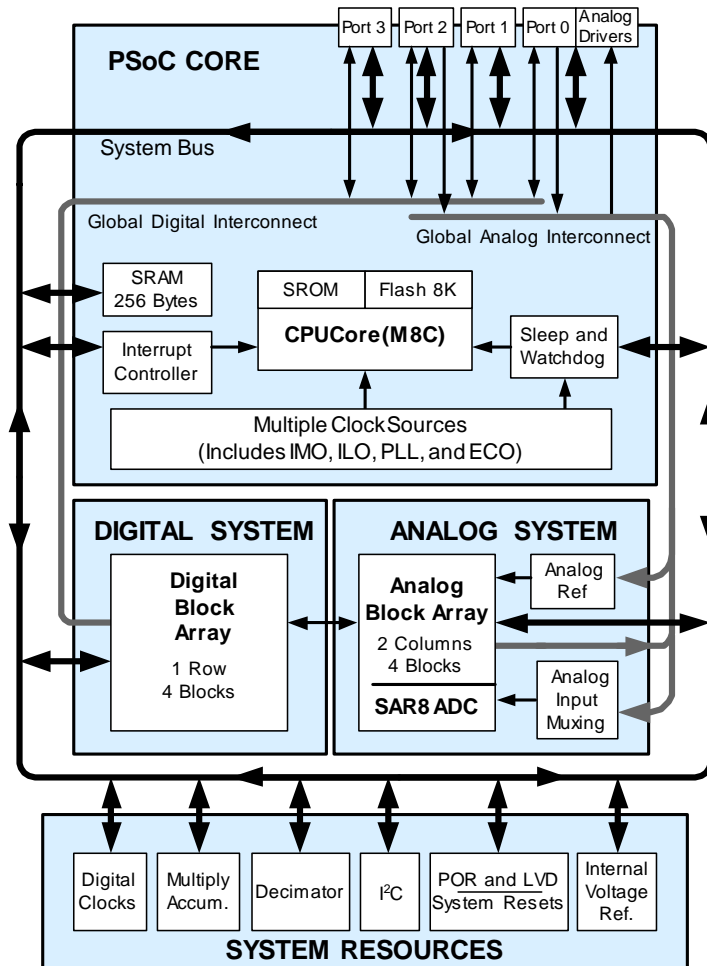 Port 3
Port 2
Port 1
Port 0
Analog
Drivers
PSoC CORE
System Bus
Global Digital Interconnect
Global Analog Interconnect
SRAM
256 Bytes
SROM
Flash 8K
CPUCore(M8C)
Interrupt
Controller
Sleep and
Watchdog
Multiple ClockSources
(Includes IMO, ILO, PLL, and ECO)
DIGITAL SYSTEM
Digital
Block
Array
1 Row
4 Blocks
ANALOG SYSTEM
Analog
Block Array
2 Columns
4 Blocks
SAR8 ADC
Analog
Ref
Analog
Input
Muxing
Digital
Clocks
Multiply
Accum.
Decimator
I²C
POR and LVD
System Resets
Internal
Voltage
Ref.
SYSTEM RESOURCES